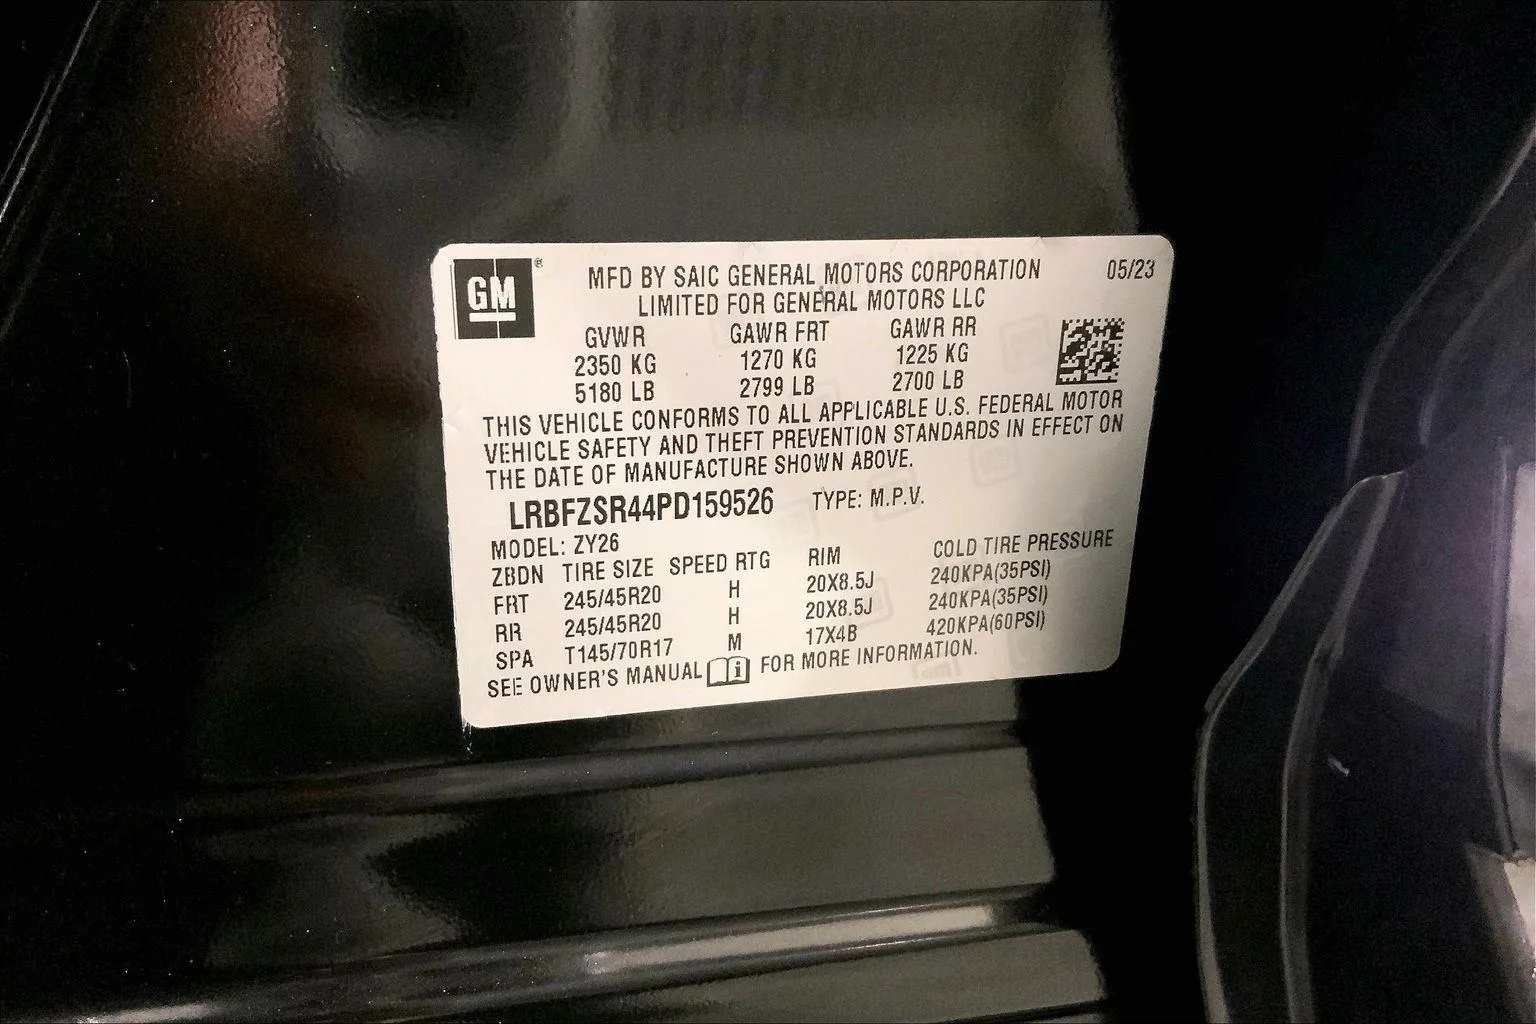 GM ®
MFD BY SAIC GENERAL MOTORS CORPORATION 05/23
LIMITED FOR GENERAL MOTORS LLC
GVWR GAWR FRT GAWR RR
2350 KG 1270 KG 1225 KG
5180 LB 2799 LB 2700 LB
THIS VEHICLE CONFORMS TO ALL APPLICABLE U.S. FEDERAL MOTOR
VEHICLE SAFETY AND THEFT PREVENTION STANDARDS IN EFFECT ON
THE DATE OF MANUFACTURE SHOWN ABOVE.
LRBFZSR44PD159526 TYPE: M.P.V.
MODEL: ZY26
ZBDN TIRE SIZE SPEED RTG RIM COLD TIRE PRESSURE
FRT 245/45R20 H 20X8.5J 240KPA(35PSI)
RR 245/45R20 H 20X8.5J 240KPA(35PSI)
SPA T145/70R17 M 17X4B 420KPA(60PSI)
SEE OWNER'S MANUAL FOR MORE INFORMATION.